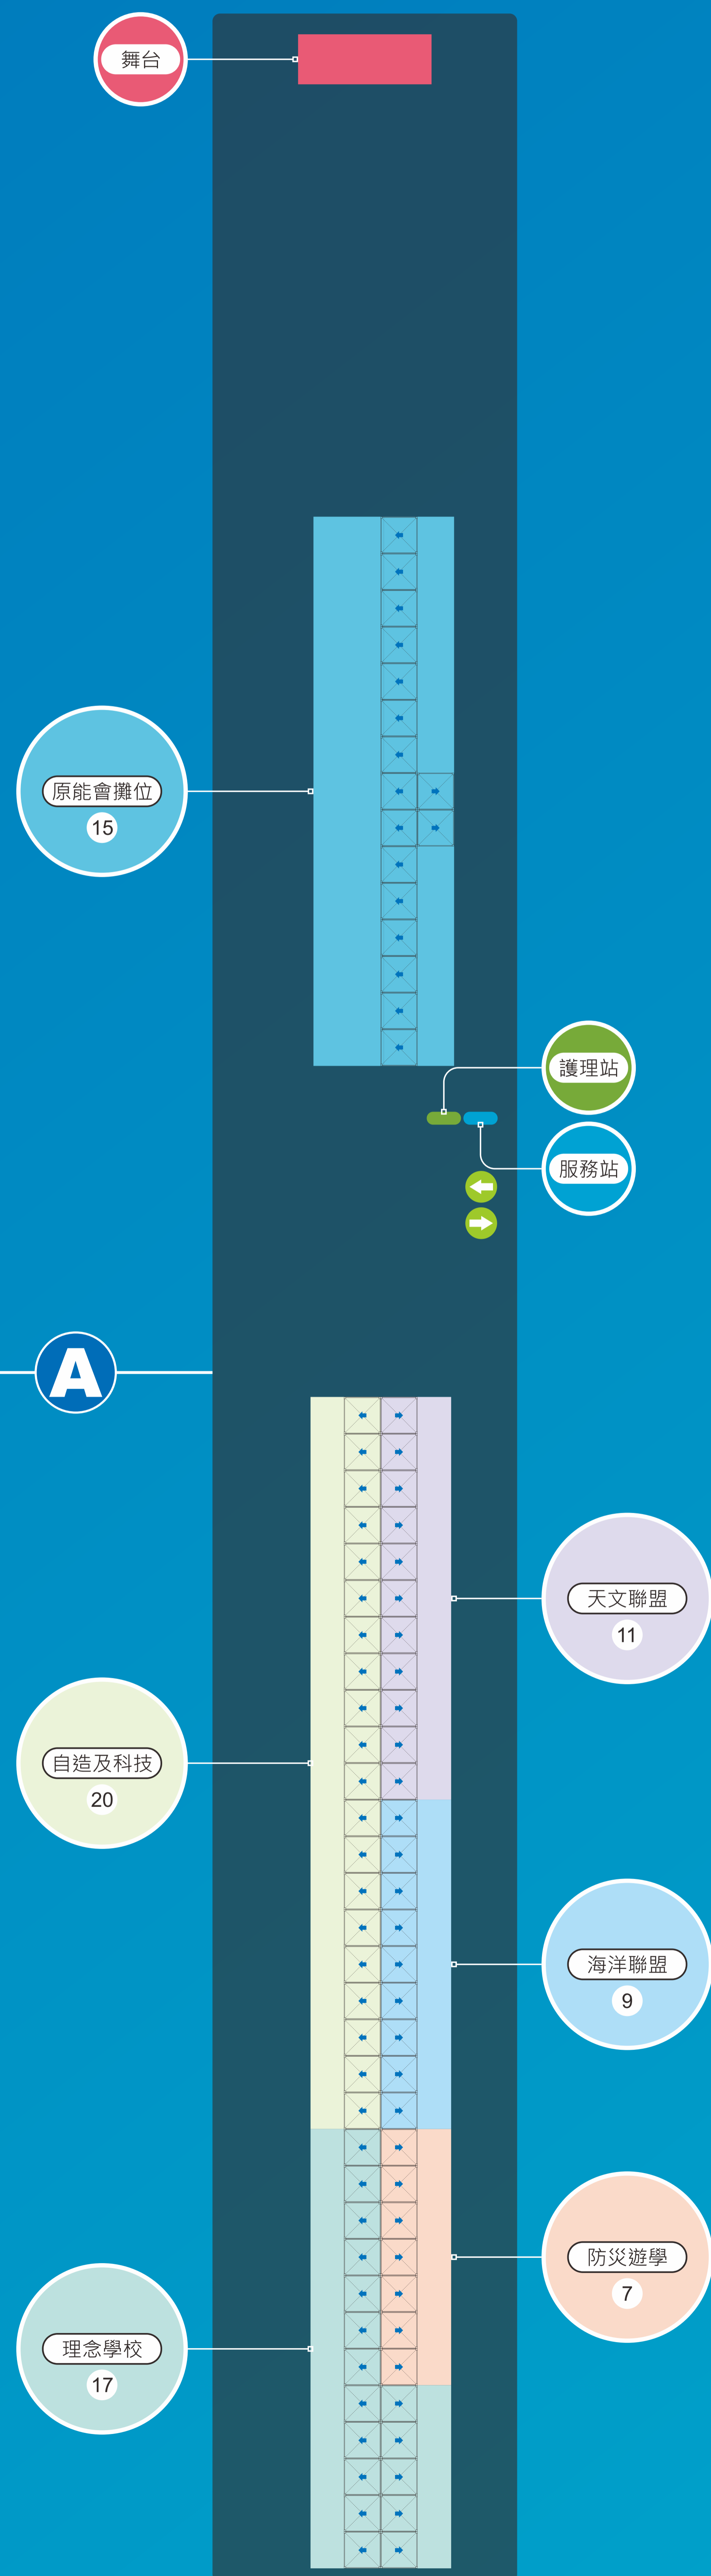 舞台
原能會攤位
15
護理站
服務站
A
天文聯盟
11
自造及科技
20
海洋聯盟
9
防災遊學
7
理念學校
17